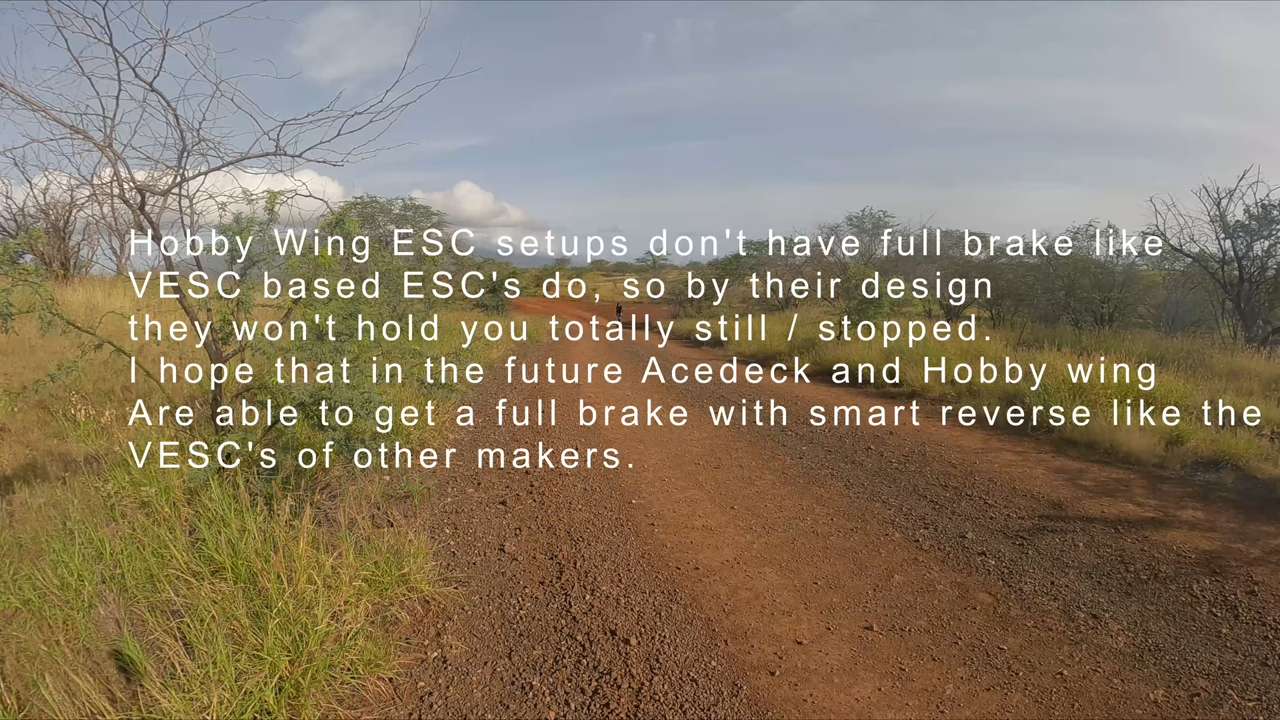 Hobby Wing ESC setups don't have full brake like
VESC based ESC's do, so by their design
they won't hold you totally still / stopped.
I hope that in the future Acedeck and Hobby wing
Are able to get a full brake with smart reverse like the
VESC's of other makers.